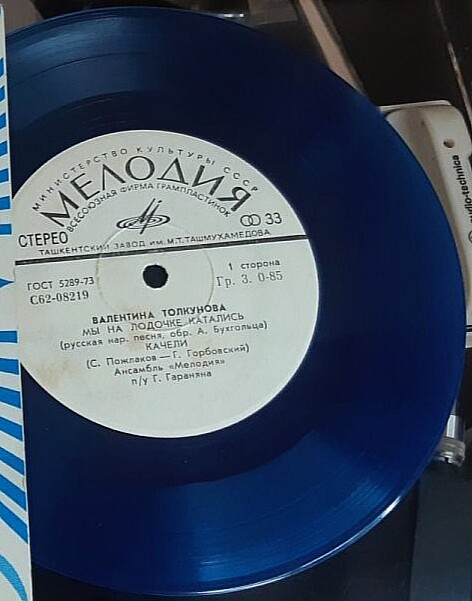 МИНИСТЕРСТВО КУЛЬТУРЫ СССР
МЕЛОДИЯ
ВСЕСОЮЗНАЯ ФИРМА ГРАМПЛАСТИНОК
СТЕРЕО
33
ТАШКЕНТСКИЙ ЗАВОД ИМ. М.Т. ТАШМУХАМЕДОВА
ГОСТ 5289-73
С62-08219
1 сторона
Гр. 3. 0-85
ВАЛЕНТИНА ТОЛКУНОВА
МЫ НА ЛОДОЧКЕ КАТАЛИСЬ
(русская нар. песня, обр. А. Бухгольца)
КАЧЕЛИ
(С. Пожлаков — Г. Горбовский)
Ансамбль «Мелодия»
п/у Г. Гараняна
audio-technica